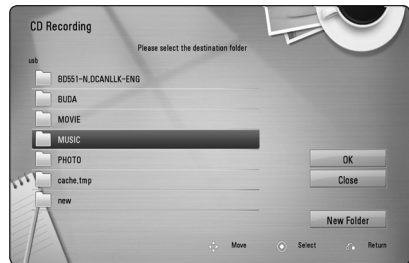 CD Recording
Please select the destination folder
usb
BD551-N,DCANLLK-ENG
BUDA
MOVIE
MUSIC
PHOTO
cache.tmp
new
OK
Close
New Folder
Move Select Return